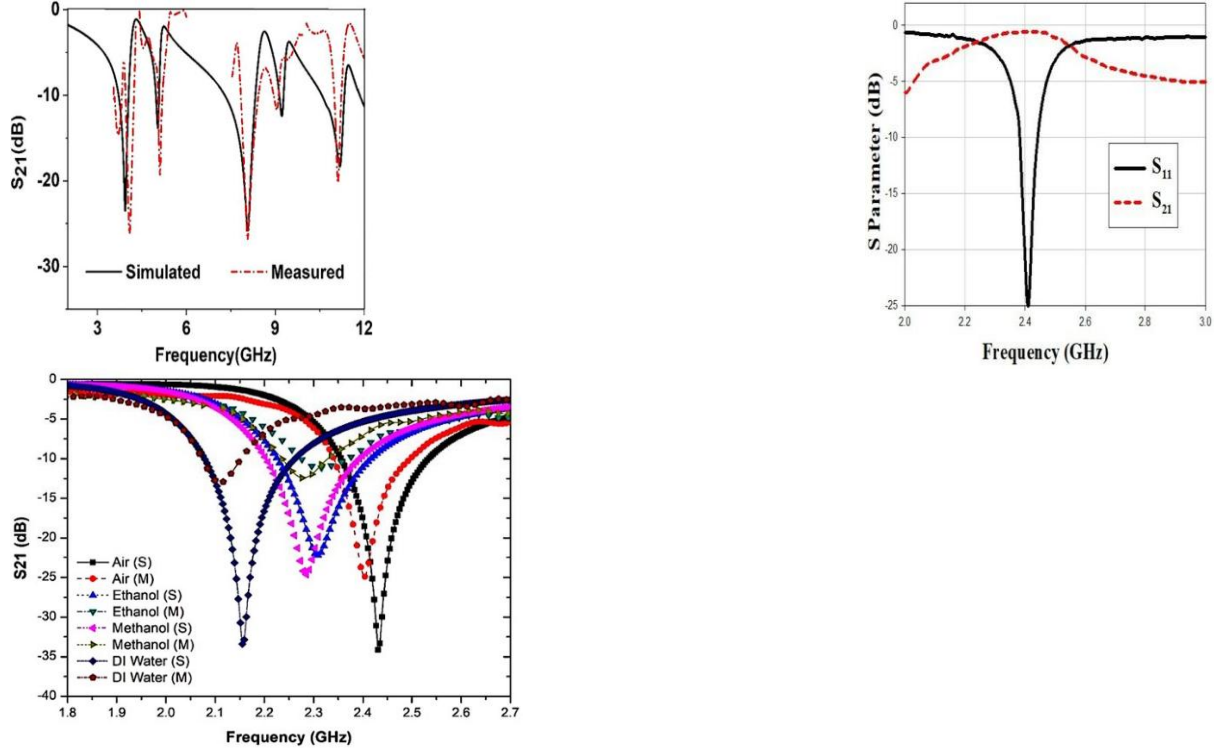 0
-10
-20
-30
S21(dB)
Simulated
Measured
3 6 9 12
Frequency(GHz)
0
-5
-10
-15
-20
-25
S Parameter (dB)
S11
S21
2.0 2.2 2.4 2.6 2.8 3.0
Frequency (GHz)
0
-5
-10
-15
-20
-25
-30
-35
-40
S21 (dB)
Air (S)
Air (M)
Ethanol (S)
Ethanol (M)
Methanol (S)
Methanol (M)
DI Water (S)
DI Water (M)
1.8 1.9 2.0 2.1 2.2 2.3 2.4 2.5 2.6 2.7
Frequency (GHz)